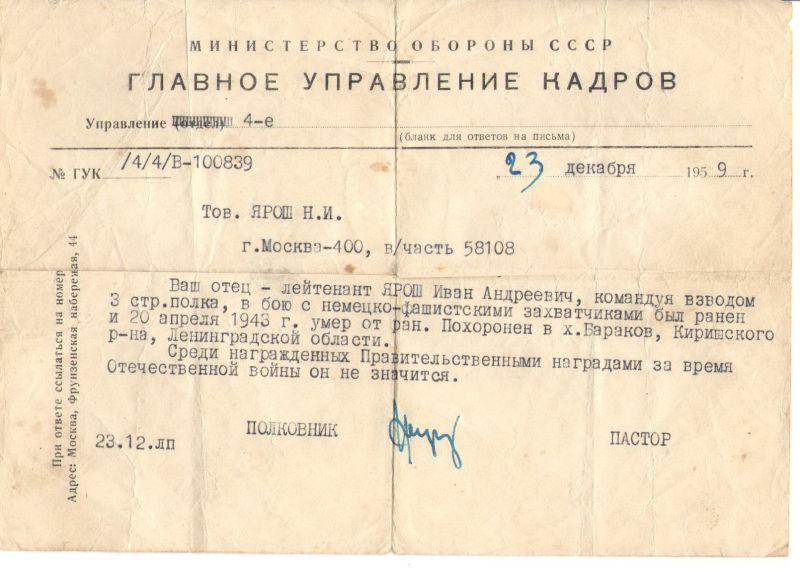 МИНИСТЕРСТВО ОБОРОНЫ СССР
ГЛАВНОЕ УПРАВЛЕНИЕ КАДРОВ
Управление (отдел) 4-е
(бланк для ответов на письма)
№ ГУК /4/4/В-100839
„23 декабря 1959 г.
Тов. ЯРОШ Н.И.
г.Москва-400, в/часть 58108
Ваш отец - лейтенант ЯРОШ Иван Андреевич, командуя взводом
3 стр.полка, в бою с немецко-фашистскими захватчиками был ранен
и 20 апреля 1943 г. умер от ран. Похоронен в х.Бараков, Киришского
р-на, Ленинградской области.
Среди награжденных Правительственными наградами за время
Отечественной войны он не значится.
ПОЛКОВНИК
ПАСТОР
23.12.лп
При ответе ссылаться на номер
Адрес: Москва, Фрунзенская набережая, 44